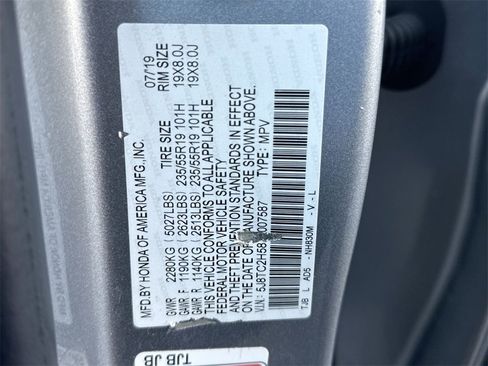 MFD.BY HONDA OF AMERICA MFG.,INC. 07/19
TIRE SIZE RIM SIZE
GVWR 2280KG (5027LBS)
GAWR F 1190KG (2623LBS) 235/55R19 101H 19X8.0J
GAWR R 1140KG (2513LBS) 235/55R19 101H 19X8.0J
THIS VEHICLE CONFORMS TO ALL APPLICABLE
FEDERAL MOTOR VEHICLE SAFETY
AND THEFT PREVENTION STANDARDS IN EFFECT
ON THE DATE OF MANUFACTURE SHOWN ABOVE.
V.I.N.: TYPE: MPV
TJB L AD5 -NH830M -V-L
TJB JB